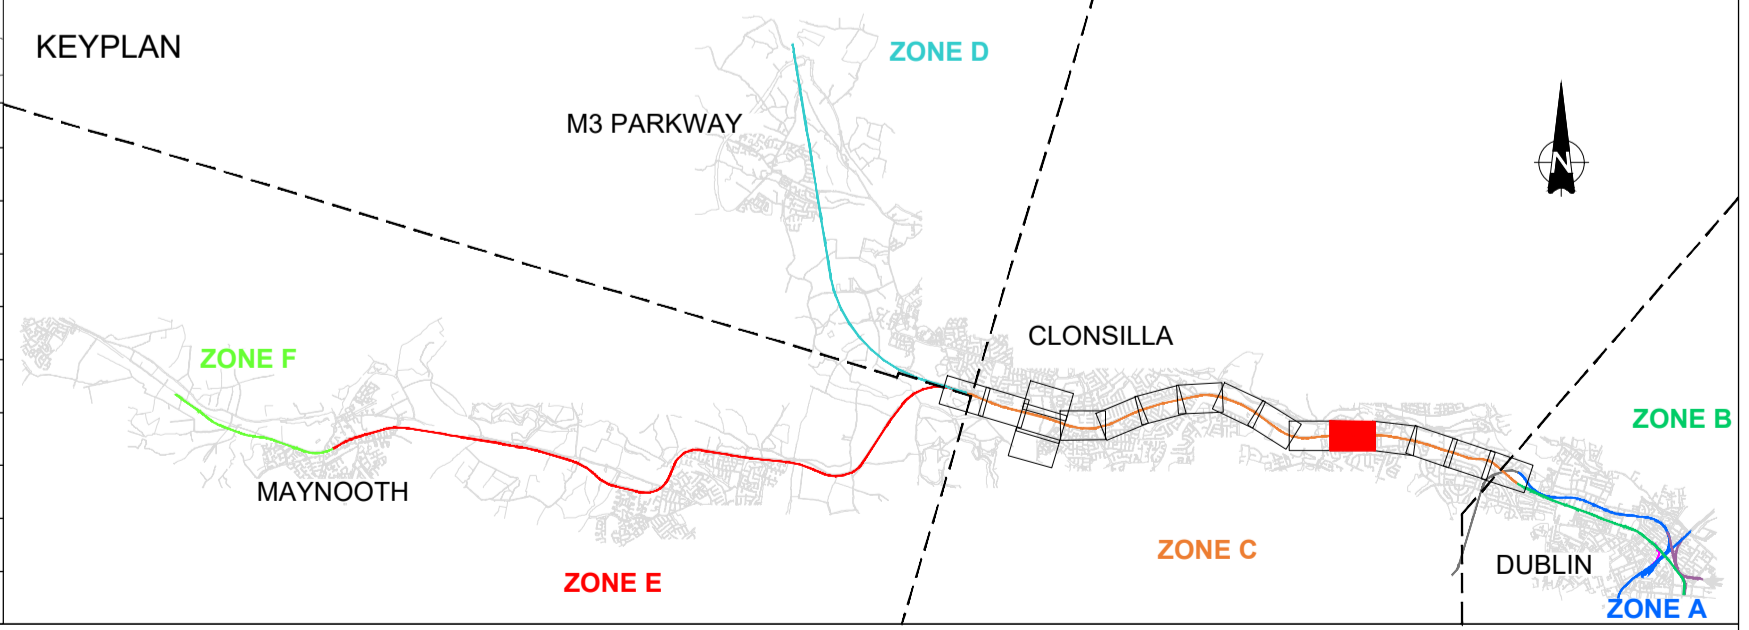 KEYPLAN
ZONE D
M3 PARKWAY
N
CLONSILLA
ZONE F
ZONE B
MAYNOOTH
ZONE C
DUBLIN
ZONE E
ZONE A